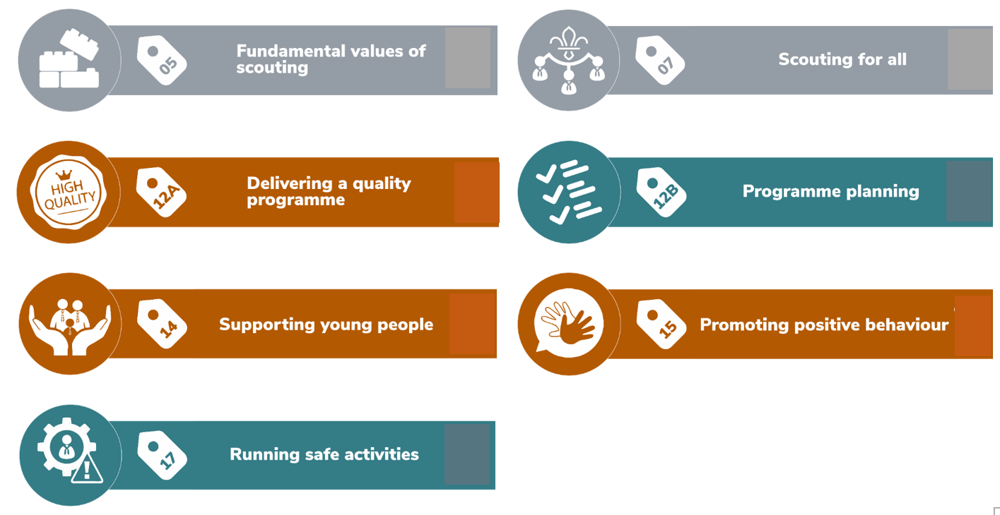 05
Fundamental values of
scouting
07
Scouting for all
HIGH
QUALITY
12A
Delivering a quality
programme
12B
Programme planning
14
Supporting young people
15
Promoting positive behaviour
17
Running safe activities